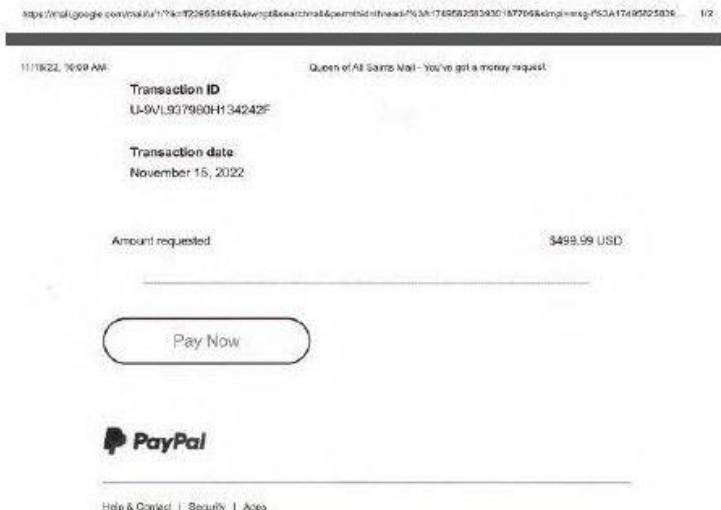 1/2
11/16/22, 10:09 AM
Queen of All Saints Mail - You've got a money request
Transaction ID
U-9VL937980H134242F
Transaction date
November 15, 2022
Amount requested
$499.99 USD
Pay Now
PayPal
Help & Contact | Security | Apps